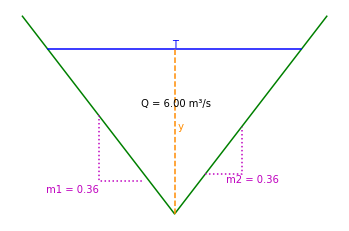 T
Q = 6.00 m³/s
y
m2 = 0.36
m1 = 0.36